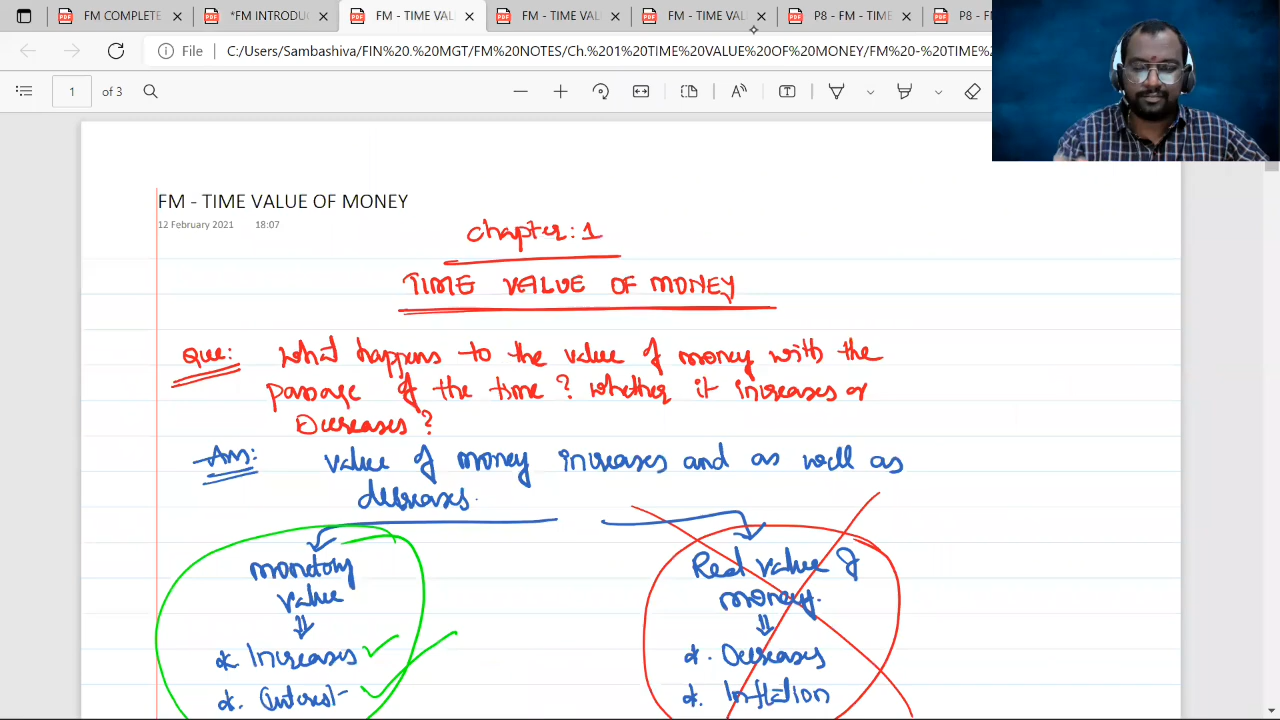 FM COMPLETE
*FM INTRODUC
FM - TIME VAL
FM - TIME VAL
FM - TIME VAL
P8 - FM - TIME
P8 - F
File C:/Users/Sambashiva/FIN%20.%20MGT/FM%20NOTES/Ch.%201%20TIME%20VALUE%20OF%20MONEY/FM%20-%20TIME%2
1 of 3
FM - TIME VALUE OF MONEY
12 February 2021 18:07
Chapter: 1
TIME VALUE OF MONEY
Que: What happens to the value of money with the
passage of the time? Whether it increases or
Decreases?
Ans: Value of money increases and as well as
decreases.
Monetory Real value of
value money.
*. Increases *. Decreases
*. Interest *. Inflation